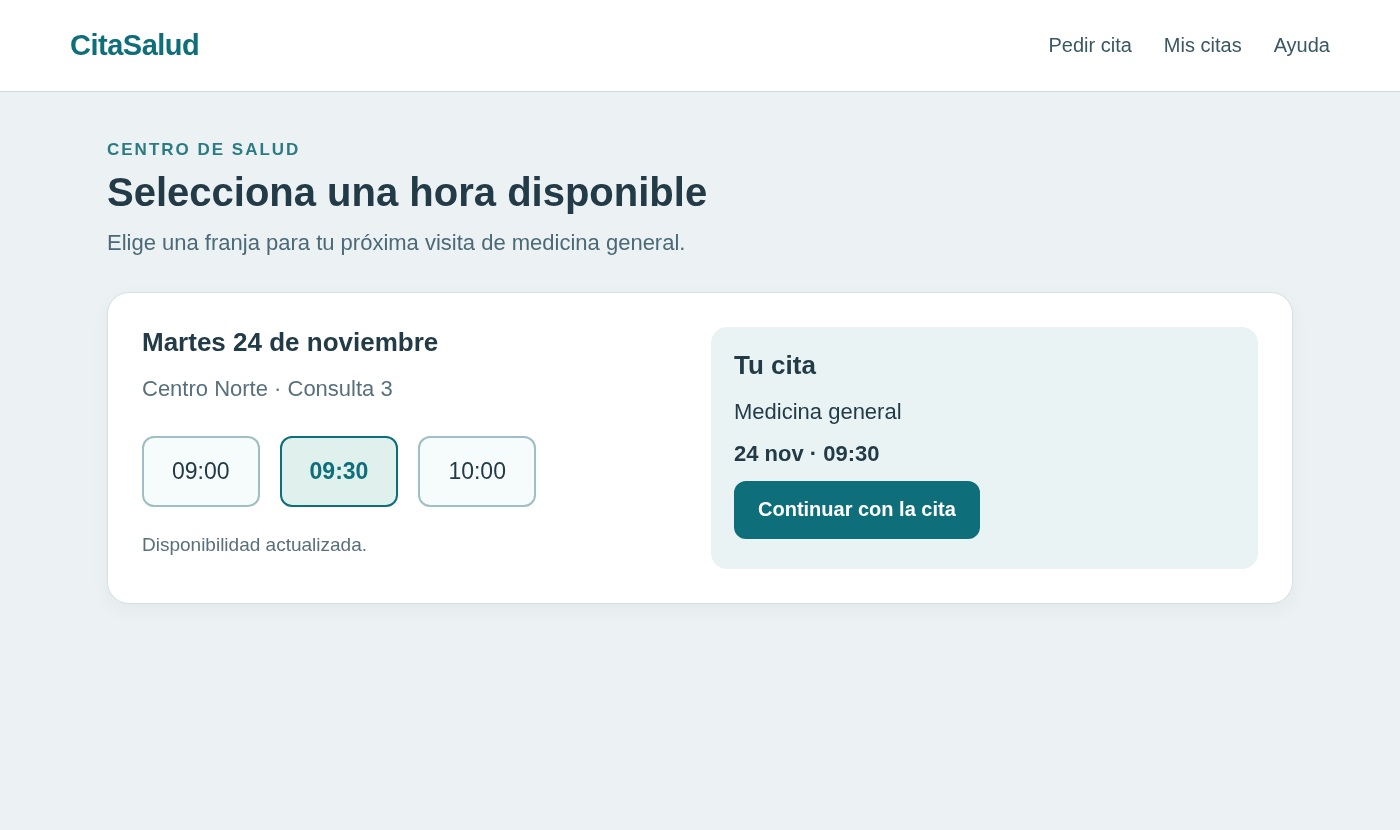 CitaSalud
Pedir cita
Mis citas
Ayuda
CENTRO DE SALUD
Selecciona una hora disponible
Elige una franja para tu próxima visita de medicina general.
Martes 24 de noviembre
Centro Norte · Consulta 3
09:00
09:30
10:00
Disponibilidad actualizada.
Tu cita
Medicina general
24 nov · 09:30
Continuar con la cita